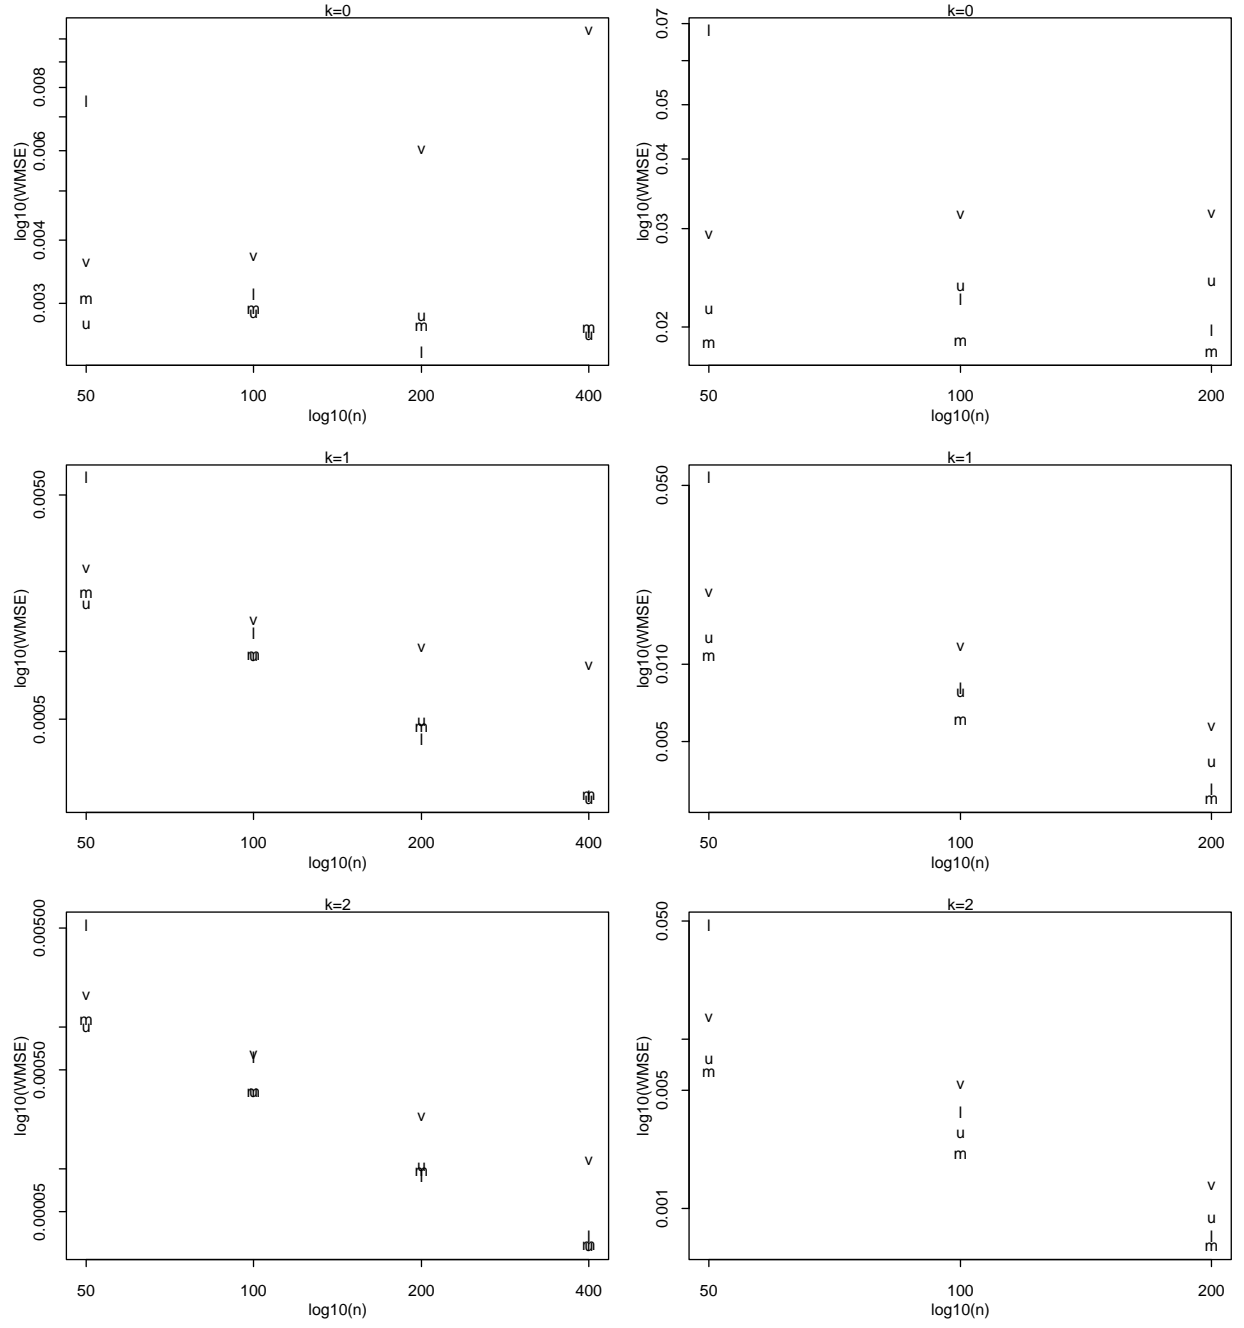 k=0
log10(WMSE)
0.003
0.004
0.006
0.008
l
v
m
u
v
l
m
u
v
u
m
l
v
m
u
50
100
200
400
log10(n)
k=0
log10(WMSE)
0.02
0.03
0.04
0.05
0.07
l
v
u
m
v
u
l
m
v
u
l
m
50
100
200
log10(n)
k=1
log10(WMSE)
0.0005
0.0050
l
v
m
u
v
l
m
u
v
u
m
l
v
m
u
50
100
200
400
log10(n)
k=1
log10(WMSE)
0.005
0.010
0.050
l
v
u
m
v
l
u
m
v
u
l
m
50
100
200
log10(n)
k=2
log10(WMSE)
0.00005
0.00050
0.00500
l
v
m
u
v
l
m
u
v
u
m
l
v
l
m
u
50
100
200
400
log10(n)
k=2
log10(WMSE)
0.001
0.005
0.050
l
v
u
m
v
l
u
m
v
u
l
m
50
100
200
log10(n)